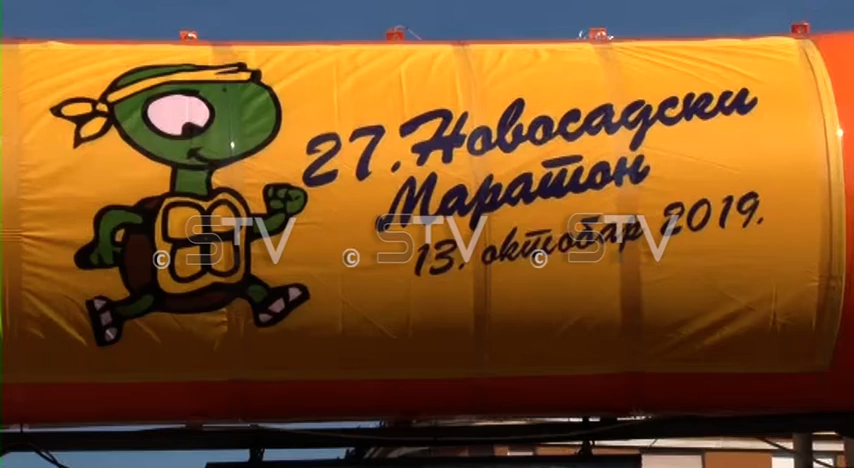 27. Новосадски
Маратон
13. октобар 2019.
© STV © STV © STV